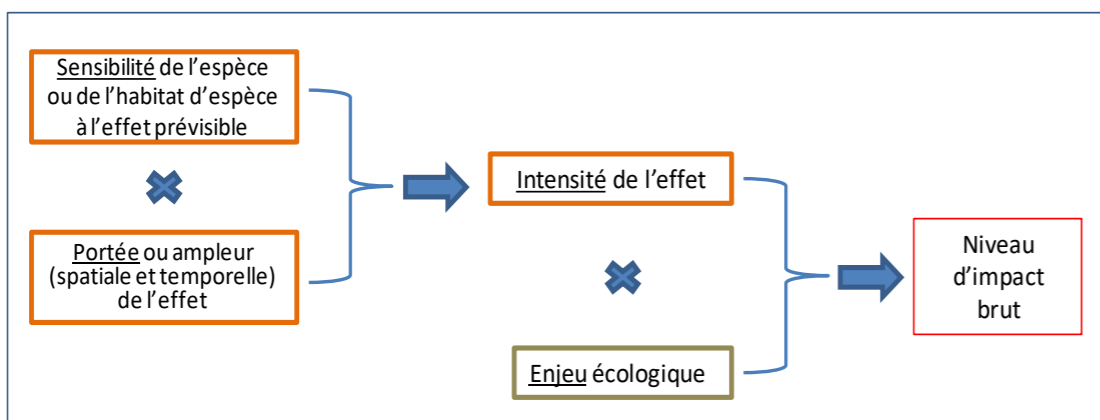 Sensibilité de l’espèce
ou de l’habitat d’espèce
à l’effet prévisible
Portée ou ampleur
(spatiale et temporelle)
de l’effet
Intensité de l’effet
Enjeu écologique
Niveau
d’impact
brut